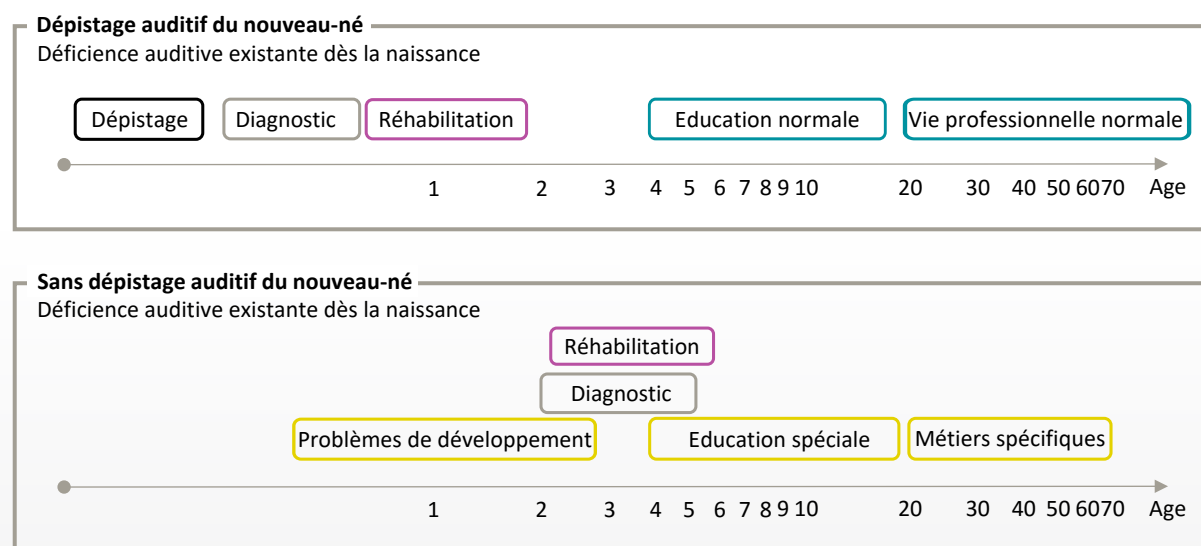 Dépistage auditif du nouveau-né
Déficience auditive existante dès la naissance
Dépistage Diagnostic Réhabilitation Education normale Vie professionnelle normale
1 2 3 4 5 6 7 8 9 10 20 30 40 50 60 70 Age
Sans dépistage auditif du nouveau-né
Déficience auditive existante dès la naissance
Réhabilitation
Diagnostic
Problèmes de développement Education spéciale Métiers spécifiques
1 2 3 4 5 6 7 8 9 10 20 30 40 50 60 70 Age